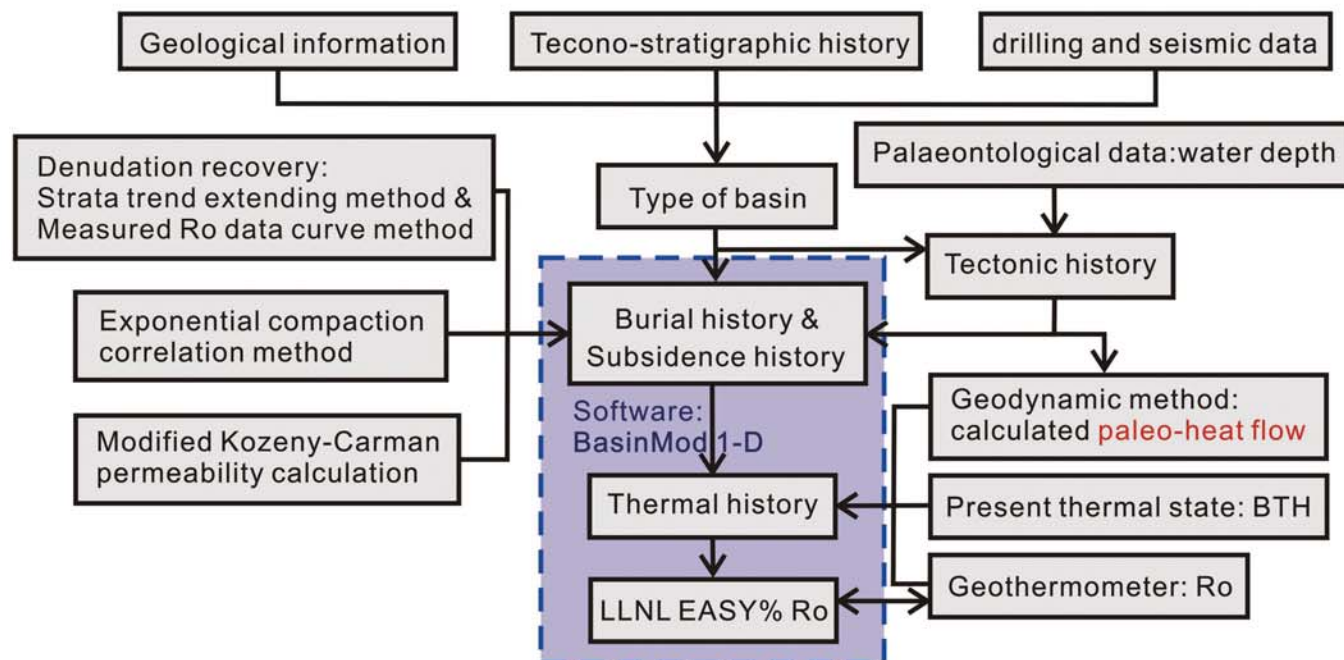 Geological information
Tecono-stratigraphic history
drilling and seismic data
Denudation recovery:
Strata trend extending method &
Measured Ro data curve method
Type of basin
Palaeontological data:water depth
Tectonic history
Exponential compaction
correlation method
Burial history &
Subsidence history
Modified Kozeny-Carman
permeability calculation
Software:
BasinMod 1-D
Geodynamic method:
calculated paleo-heat flow
Thermal history
Present thermal state: BTH
LLNL EASY% Ro
Geothermometer: Ro